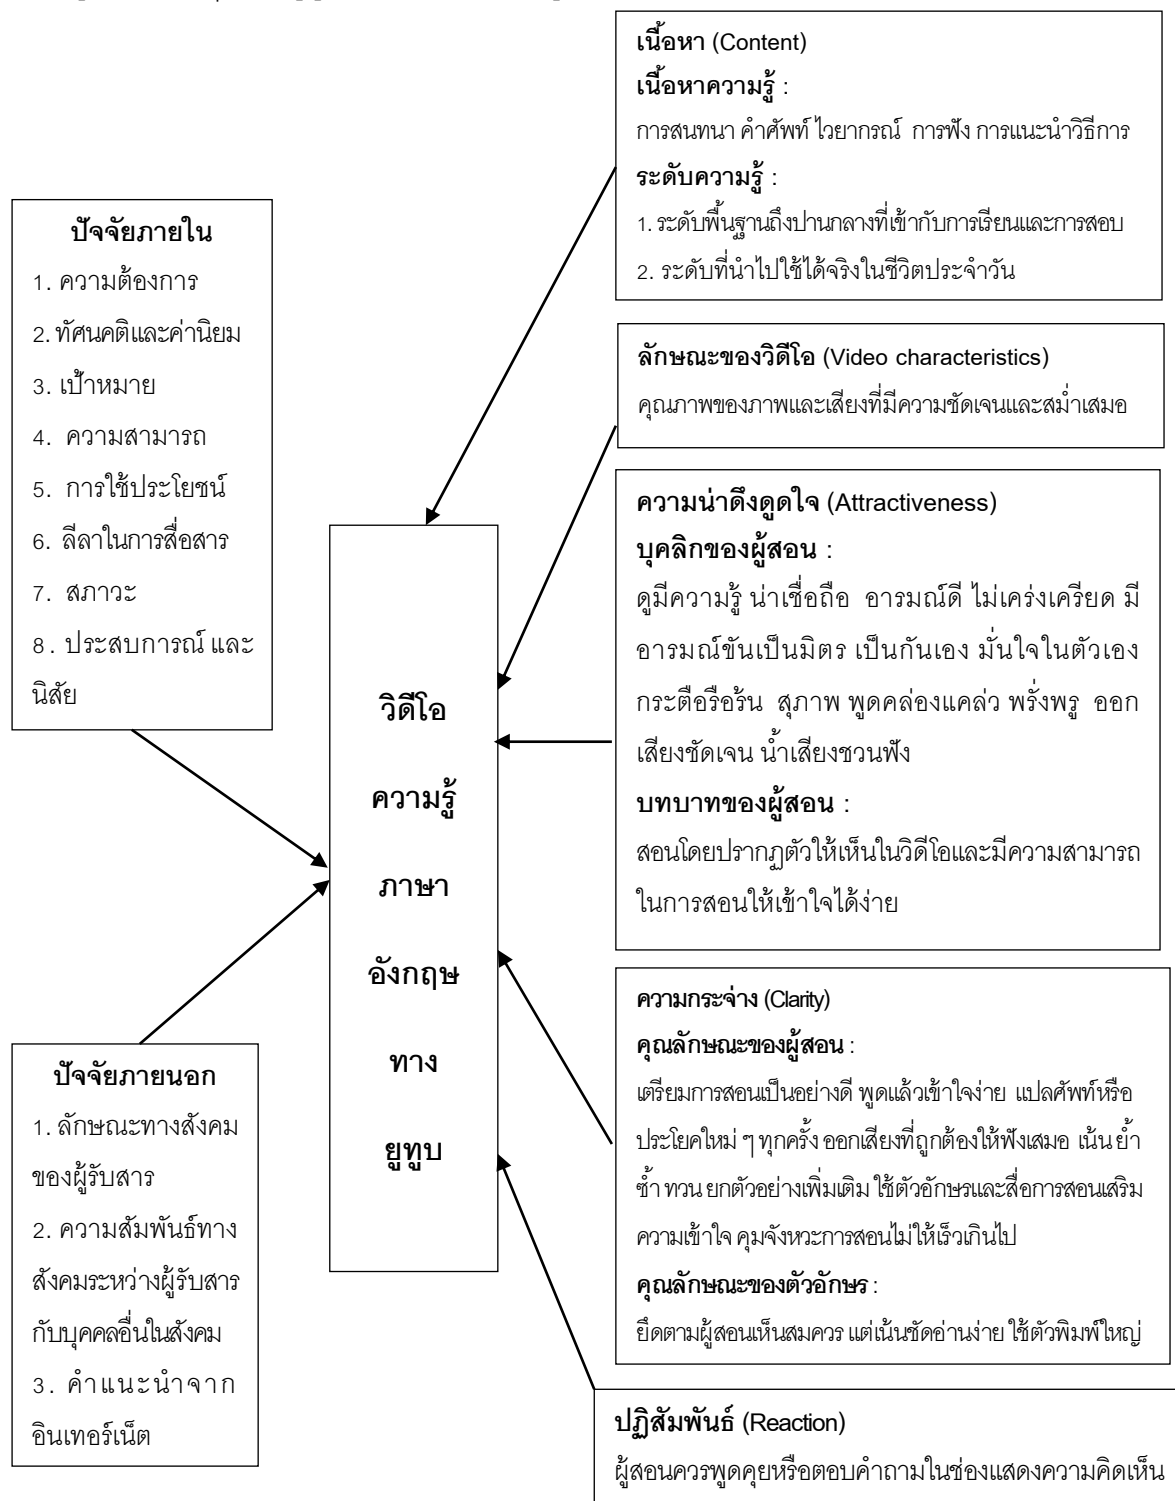 ปัจจัยภายใน
1. ความต้องการ
2. ทัศนคติและค่านิยม
3. เป้าหมาย
4. ความสามารถ
5. การใช้ประโยชน์
6. ลีลาในการสื่อสาร
7. สภาวะ
8. ประสบการณ์ และ
นิสัย
ปัจจัยภายนอก
1. ลักษณะทางสังคม
ของผู้รับสาร
2. ความสัมพันธ์ทาง
สังคมระหว่างผู้รับสาร
กับบุคคลอื่นในสังคม
3. คำแนะนำจาก
อินเทอร์เน็ต
วิดีโอ
ความรู้
ภาษา
อังกฤษ
ทาง
ยูทูบ
เนื้อหา (Content)
เนื้อหาความรู้ :
การสนทนา คำศัพท์ ไวยากรณ์ การฟัง การแนะนำวิธีการ
ระดับความรู้ :
1. ระดับพื้นฐานถึงปานกลางที่เข้ากับการเรียนและการสอบ
2. ระดับที่นำไปใช้ได้จริงในชีวิตประจำวัน
ลักษณะของวิดีโอ (Video characteristics)
คุณภาพของภาพและเสียงที่มีความชัดเจนและสม่ำเสมอ
ความน่าดึงดูดใจ (Attractiveness)
บุคลิกของผู้สอน :
ดูมีความรู้ น่าเชื่อถือ อารมณ์ดี ไม่เคร่งเครียด มี
อารมณ์ขันเป็นมิตร เป็นกันเอง มั่นใจในตัวเอง
กระตือรือร้น สุภาพ พูดคล่องแคล่ว พรั่งพรู ออก
เสียงชัดเจน น้ำเสียงชวนฟัง
บทบาทของผู้สอน :
สอนโดยปรากฏตัวให้เห็นในวิดีโอและมีความสามารถ
ในการสอนให้เข้าใจได้ง่าย
ความกระจ่าง (Clarity)
คุณลักษณะของผู้สอน :
เตรียมการสอนเป็นอย่างดี พูดแล้วเข้าใจง่าย แปลศัพท์หรือ
ประโยคใหม่ ๆ ทุกครั้ง ออกเสียงที่ถูกต้องให้ฟังเสมอ เน้น ย้ำ
ซ้ำ ทวน ยกตัวอย่างเพิ่มเติม ใช้ตัวอักษรและสื่อการสอนเสริม
ความเข้าใจ คุมจังหวะการสอนไม่ให้เร็วเกินไป
คุณลักษณะของตัวอักษร :
ยึดตามผู้สอนเห็นสมควร แต่เน้นชัดอ่านง่าย ใช้ตัวพิมพ์ใหญ่
ปฏิสัมพันธ์ (Reaction)
ผู้สอนควรพูดคุยหรือตอบคำถามในช่องแสดงความคิดเห็น